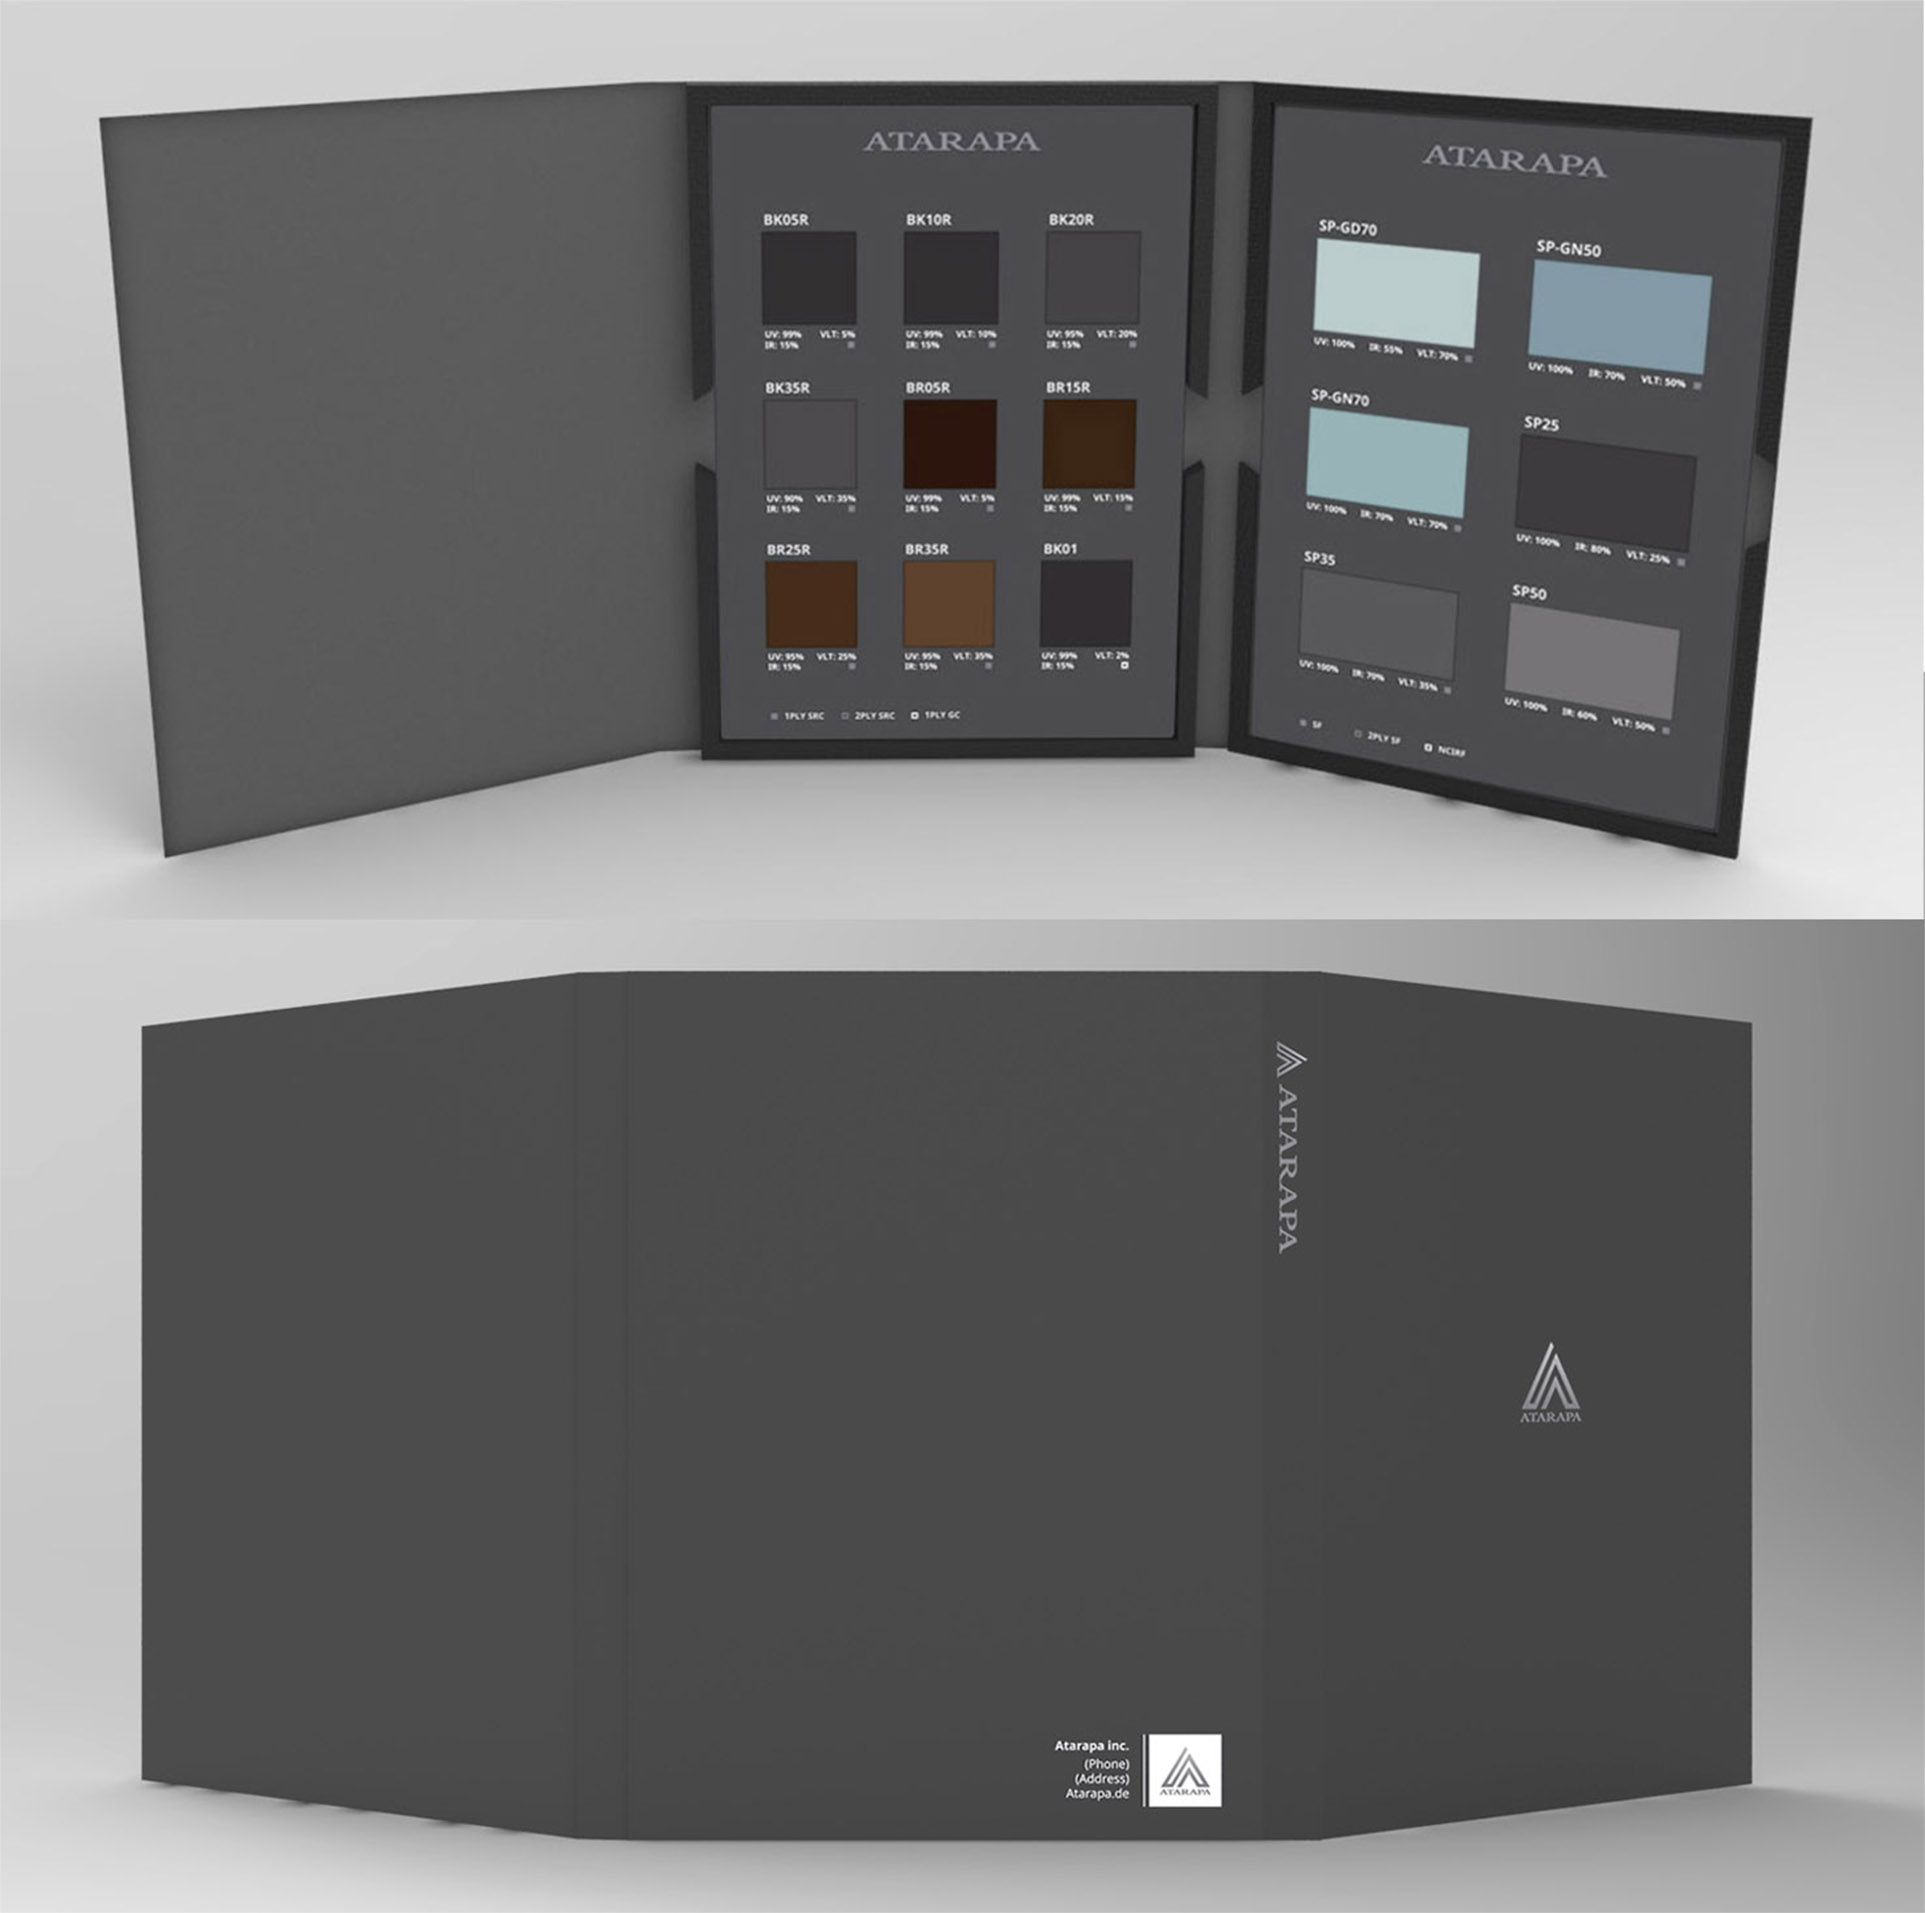 ATARAPA
BK05R BK10R BK20R
UV: 99% VLT: 5% UV: 99% VLT: 10% UV: 95% VLT: 20%
IR: 15% IR: 15% IR: 15%
BK35R BR05R BR15R
UV: 90% VLT: 35% UV: 99% VLT: 5% UV: 99% VLT: 15%
IR: 15% IR: 15% IR: 15%
BR25R BR35R BK01
UV: 95% VLT: 25% UV: 95% VLT: 35% UV: 99% VLT: 2%
IR: 15% IR: 15% IR: 15%
1PLY SRC 2PLY SRC 1PLY GC
ATARAPA
SP-GD70 SP-GN50
UV: 100% IR: 55% VLT: 70% UV: 100% IR: 70% VLT: 50%
SP-GN70 SP25
UV: 100% IR: 70% VLT: 70% UV: 100% IR: 80% VLT: 25%
SP35 SP50
UV: 100% IR: 70% VLT: 35% UV: 100% IR: 60% VLT: 50%
SF 2PLY SF NCIRF
ATARAPA
ATARAPA
Atarapa inc.
(Phone)
(Address)
Atarapa.de
ATARAPA